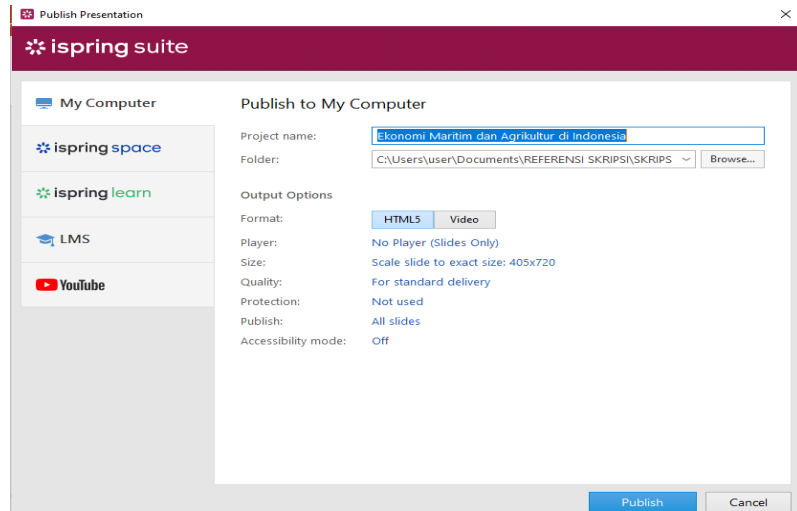 Publish Presentation
ispring suite
My Computer
ispring space
ispring learn
LMS
YouTube
Publish to My Computer
Project name: Ekonomi Maritim dan Agrikultur di Indonesia
Folder: C:\Users\user\Documents\REFERENSI SKRIPSI\SKRIPS Browse...
Output Options
Format: HTML5 Video
Player: No Player (Slides Only)
Size: Scale slide to exact size: 405x720
Quality: For standard delivery
Protection: Not used
Publish: All slides
Accessibility mode: Off
Publish Cancel